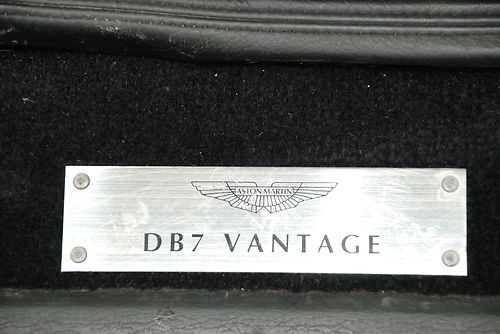 ASTON MARTIN
DB7 VANTAGE